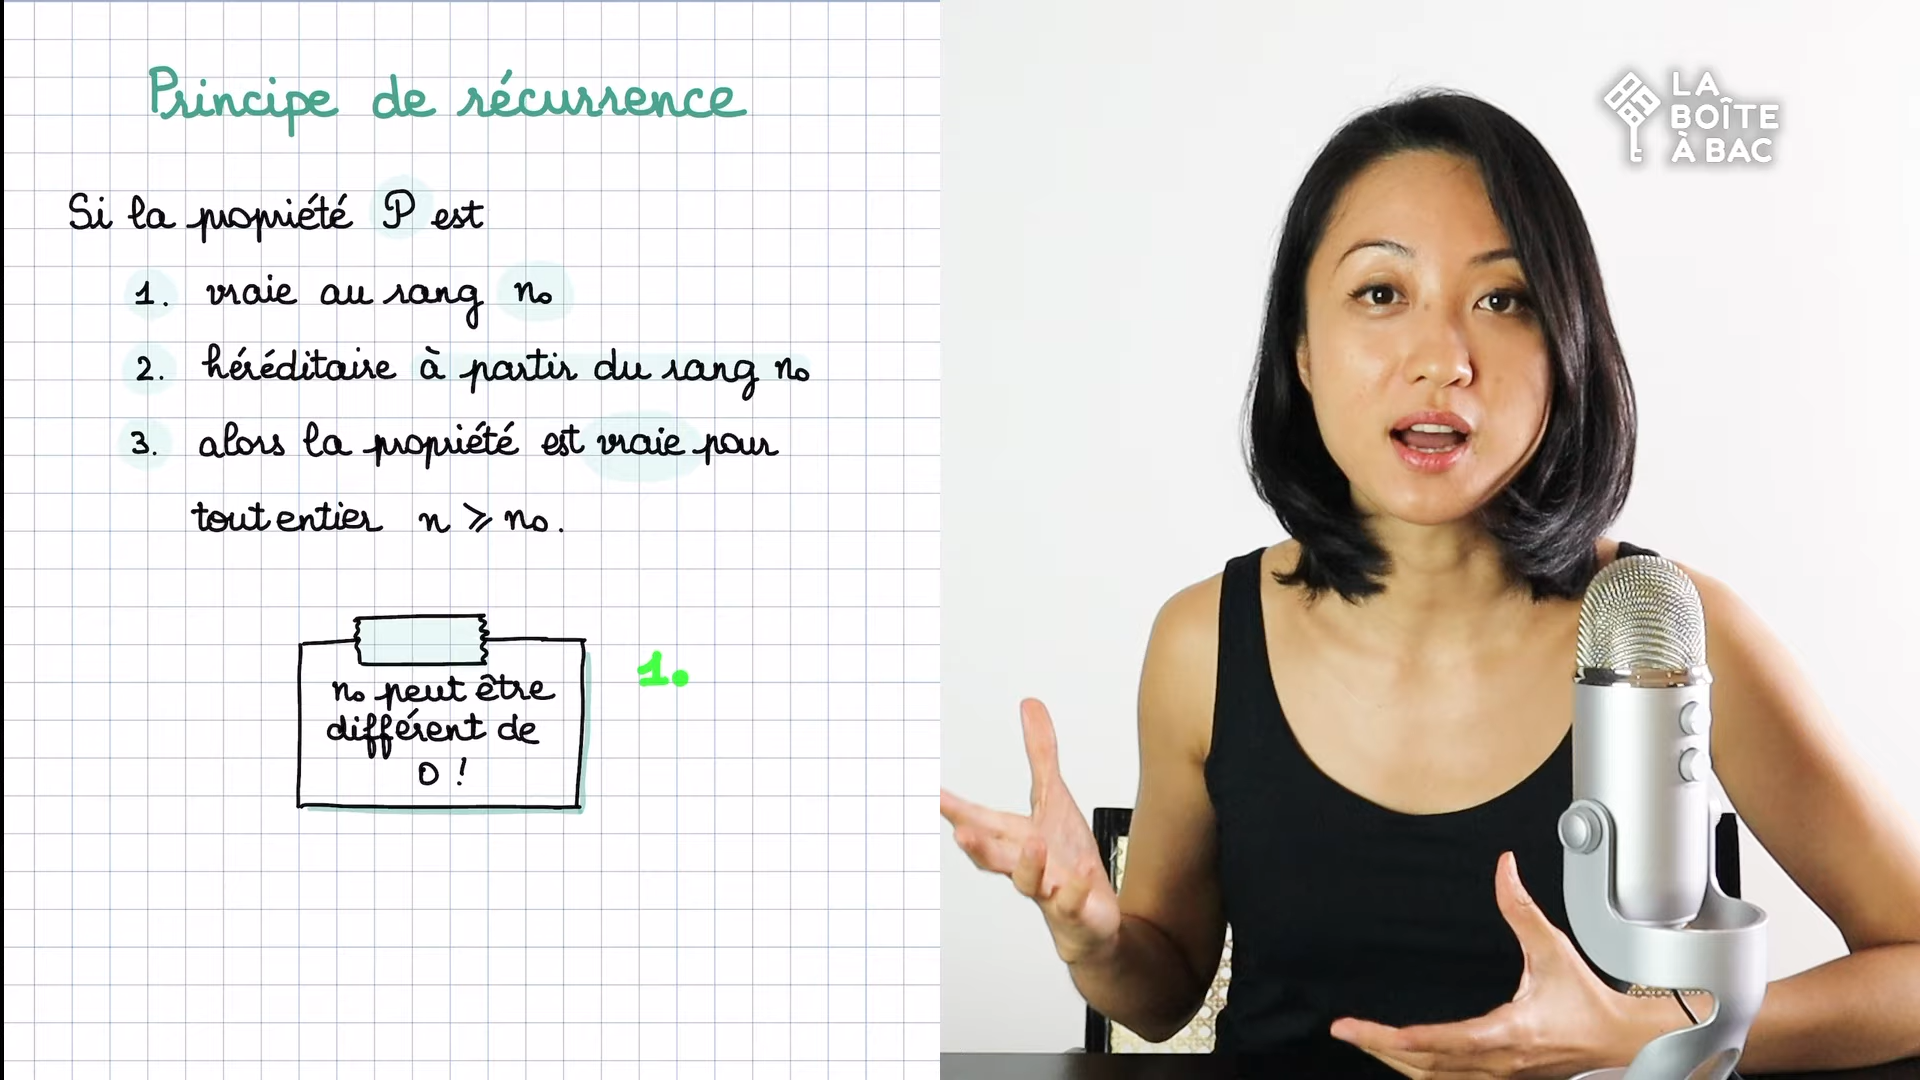 Principe de récurrence
Si la propriété P est
1. vraie au rang n₀
2. héréditaire à partir du rang n₀
3. alors la propriété est vraie pour
tout entier n ⩾ n₀.
n₀ peut être
différent de
0 !
1.
LA
BOÎTE
À BAC